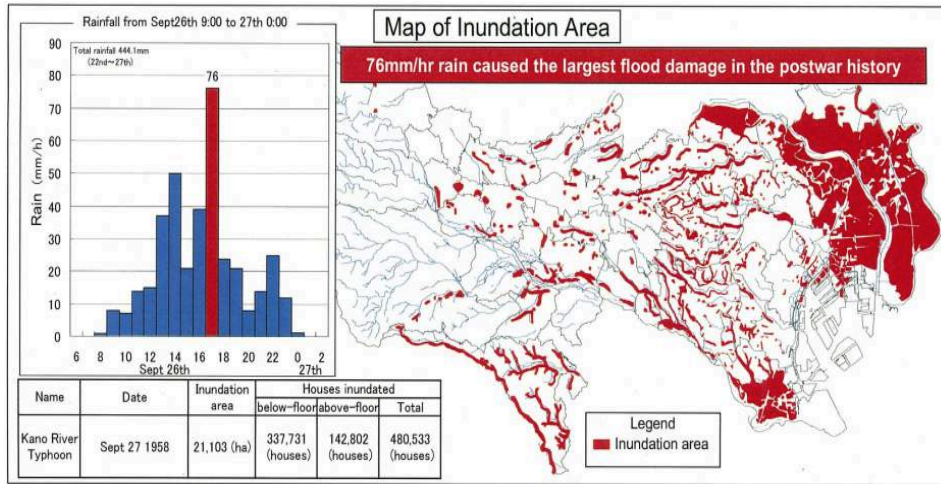 Rainfall from Sept26th 9:00 to 27th 0:00
Total rainfall 444.1mm
(22nd~27th)
76
Rain (mm/h)
90
80
70
60
50
40
30
20
10
0
6 8 10 12 14 16 18 20 22 0 2
Sept 26th 27th
Map of Inundation Area
76mm/hr rain caused the largest flood damage in the postwar history
Name Date Inundation area Houses inundated
below-floor above-floor Total
Kano River Typhoon Sept 27 1958 21,103 (ha) 337,731 (houses) 142,802 (houses) 480,533 (houses)
Legend
Inundation area